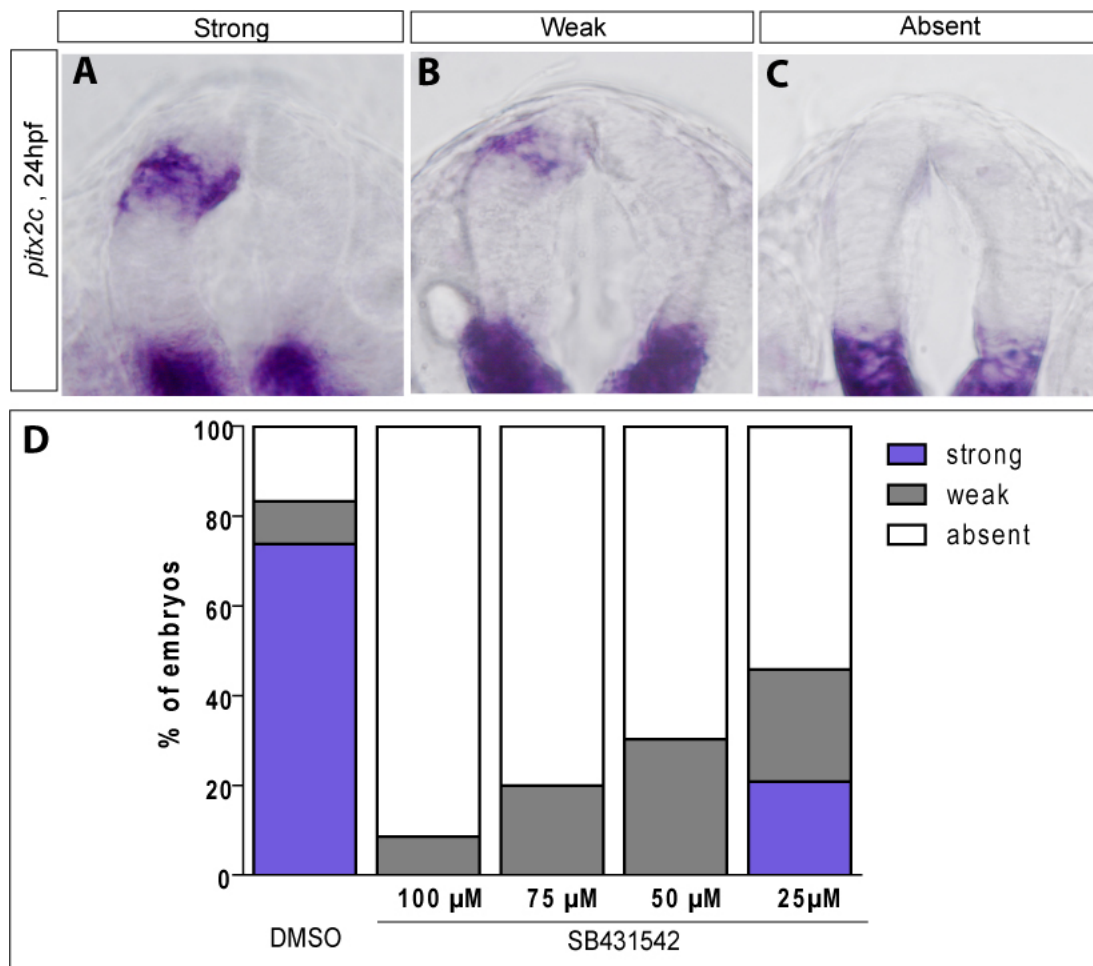 Strong Weak Absent
pitx2c, 24hpf
A B C
D
100
80
60
40
20
0
% of embryos
strong
weak
absent
100 µM 75 µM 50 µM 25µM
DMSO SB431542